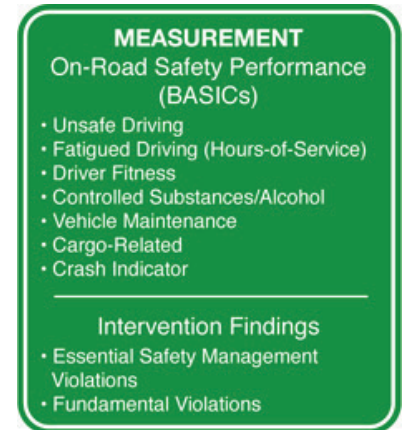 MEASUREMENT
On-Road Safety Performance
(BASICs)
• Unsafe Driving
• Fatigued Driving (Hours-of-Service)
• Driver Fitness
• Controlled Substances/Alcohol
• Vehicle Maintenance
• Cargo-Related
• Crash Indicator
Intervention Findings
• Essential Safety Management
Violations
• Fundamental Violations